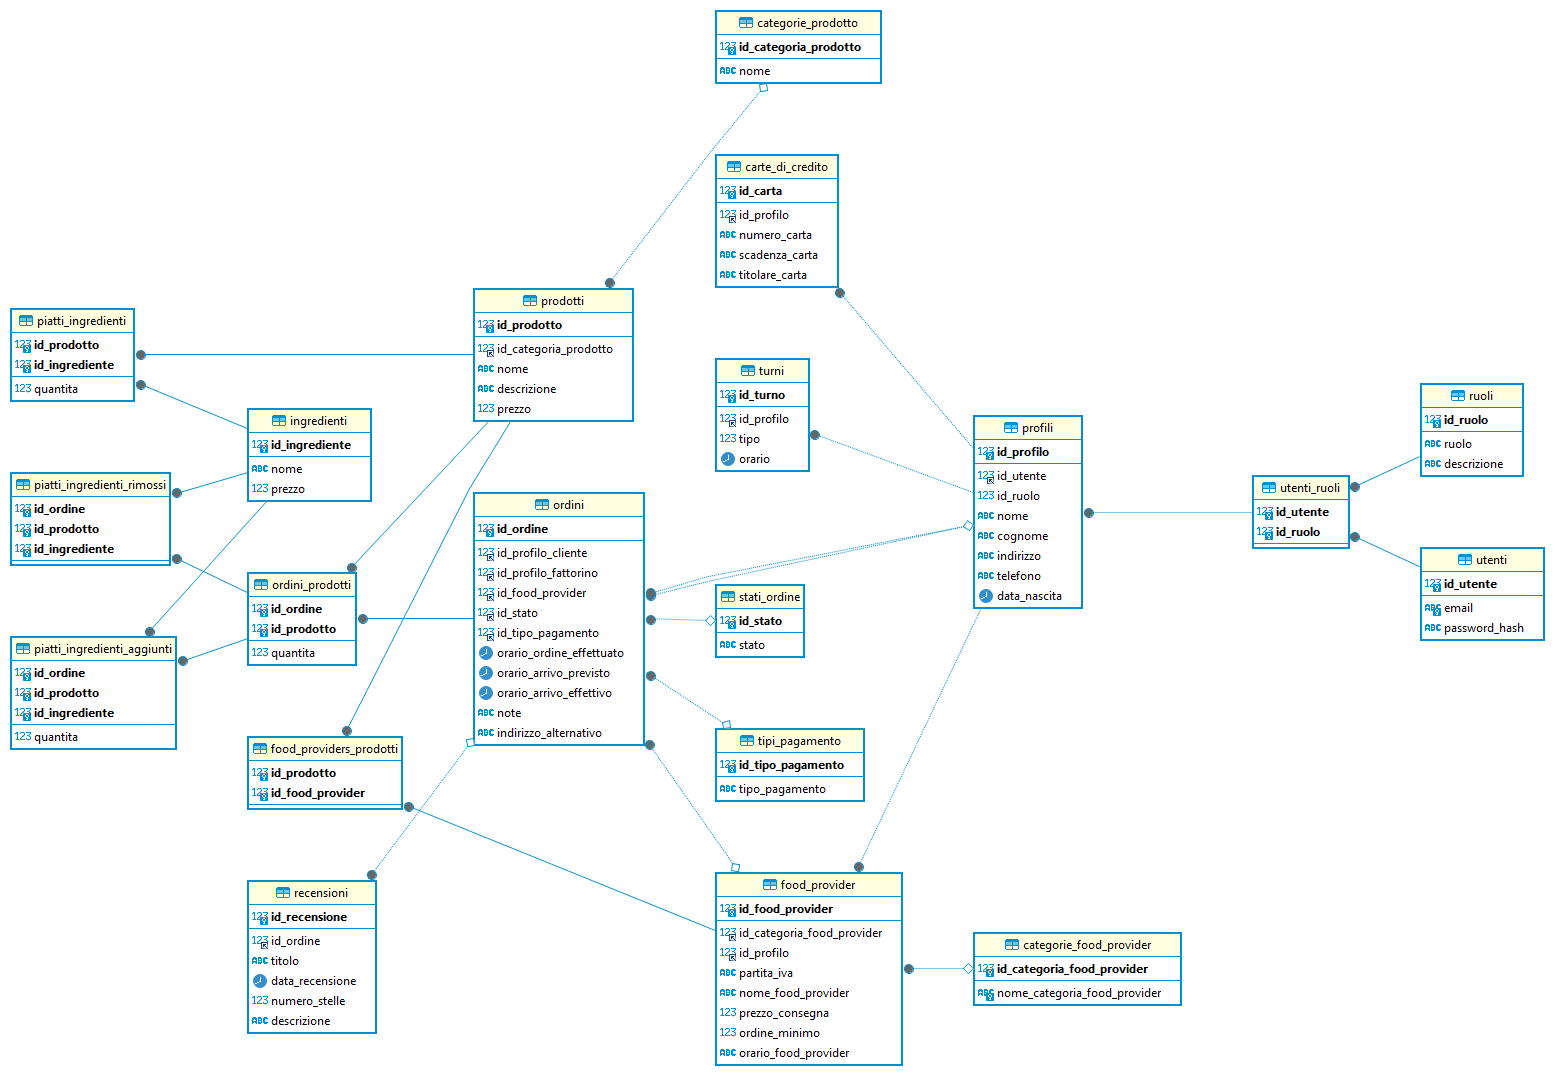 categorie_prodotto
id_categoria_prodotto
nome
carte_di_credito
id_carta
id_profilo
numero_carta
scadenza_carta
titolare_carta
prodotti
id_prodotto
id_categoria_prodotto
nome
descrizione
prezzo
piatti_ingredienti
id_prodotto
id_ingrediente
quantita
turni
id_turno
id_profilo
tipo
orario
ruoli
id_ruolo
ruolo
descrizione
ingredienti
id_ingrediente
nome
prezzo
profili
id_profilo
id_utente
id_ruolo
nome
cognome
indirizzo
telefono
data_nascita
piatti_ingredienti_rimossi
id_ordine
id_prodotto
id_ingrediente
utenti_ruoli
id_utente
id_ruolo
ordini
id_ordine
id_profilo_cliente
id_profilo_fattorino
id_food_provider
id_stato
id_tipo_pagamento
orario_ordine_effettuato
orario_arrivo_previsto
orario_arrivo_effettivo
note
indirizzo_alternativo
utenti
id_utente
email
password_hash
ordini_prodotti
id_ordine
id_prodotto
quantita
stati_ordine
id_stato
stato
piatti_ingredienti_aggiunti
id_ordine
id_prodotto
id_ingrediente
quantita
tipi_pagamento
id_tipo_pagamento
tipo_pagamento
food_providers_prodotti
id_prodotto
id_food_provider
recensioni
id_recensione
id_ordine
titolo
data_recensione
numero_stelle
descrizione
food_provider
id_food_provider
id_categoria_food_provider
id_profilo
partita_iva
nome_food_provider
prezzo_consegna
ordine_minimo
orario_food_provider
categorie_food_provider
id_categoria_food_provider
nome_categoria_food_provider